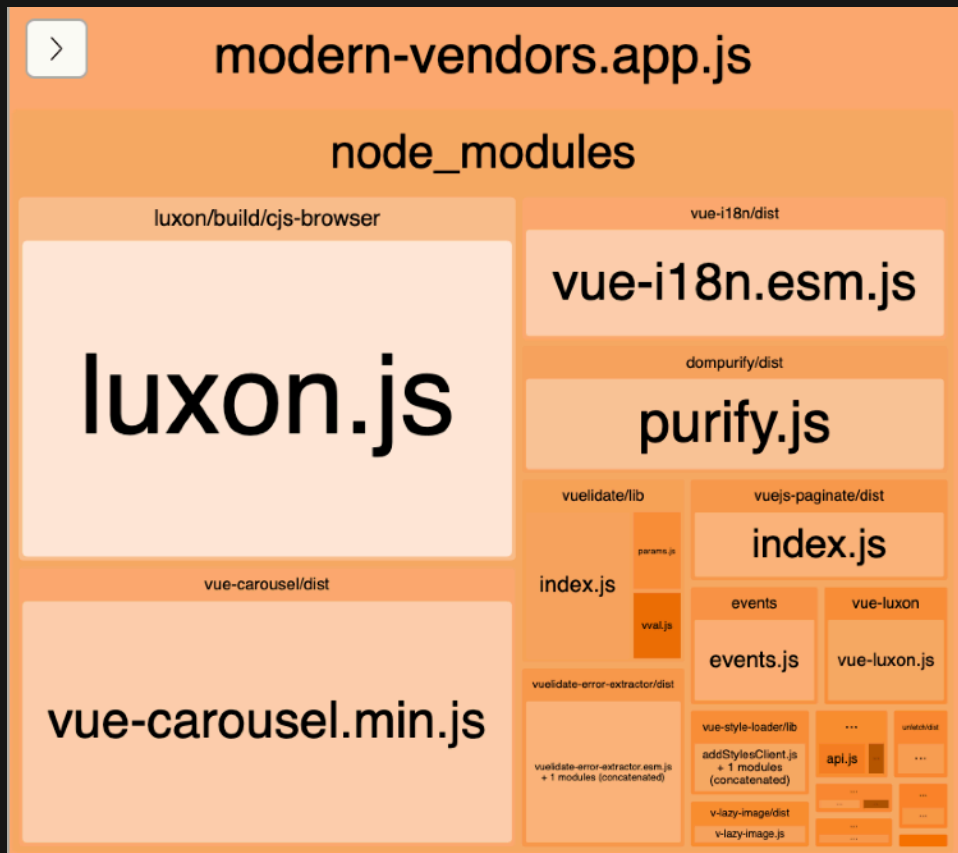 modern-vendors.app.js
node_modules
luxon/build/cjs-browser
luxon.js
vue-carousel/dist
vue-carousel.min.js
vue-i18n/dist
vue-i18n.esm.js
dompurify/dist
purify.js
vuelidate/lib
index.js
params.js
vval.js
vuejs-paginate/dist
index.js
events
events.js
vue-luxon
vue-luxon.js
vuelidate-error-extractor/dist
vuelidate-error-extractor.esm.js
+ 1 modules (concatenated)
vue-style-loader/lib
addStylesClient.js
+ 1 modules
(concatenated)
v-lazy-image/dist
v-lazy-image.js
...
api.js
unfetch/dist
...
...
...
...
...
...